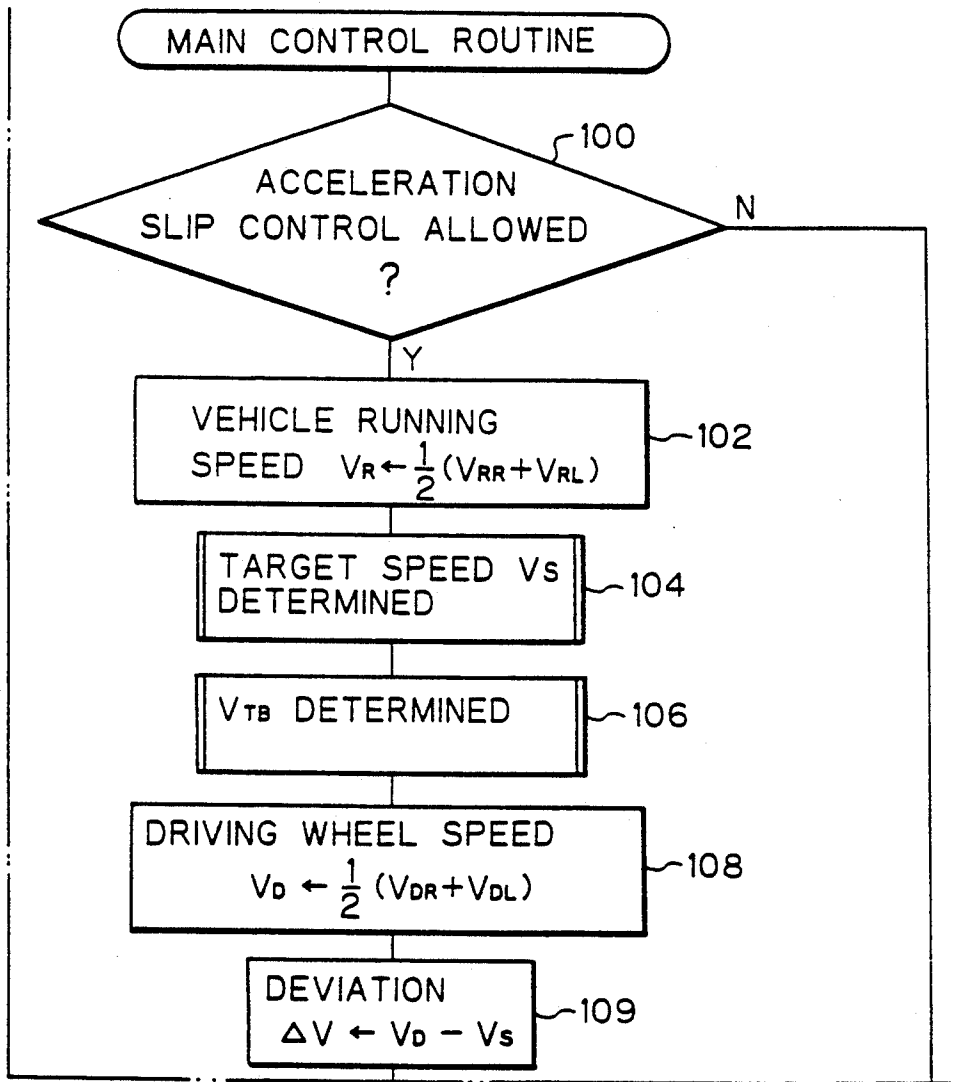 MAIN CONTROL ROUTINE
100
ACCELERATION
SLIP CONTROL ALLOWED
?
N
Y
VEHICLE RUNNING
SPEED VR ← 1/2 (VRR + VRL)
102
TARGET SPEED VS
DETERMINED
104
VTB DETERMINED
106
DRIVING WHEEL SPEED
VD ← 1/2 (VDR + VDL)
108
DEVIATION
ΔV ← VD − VS
109